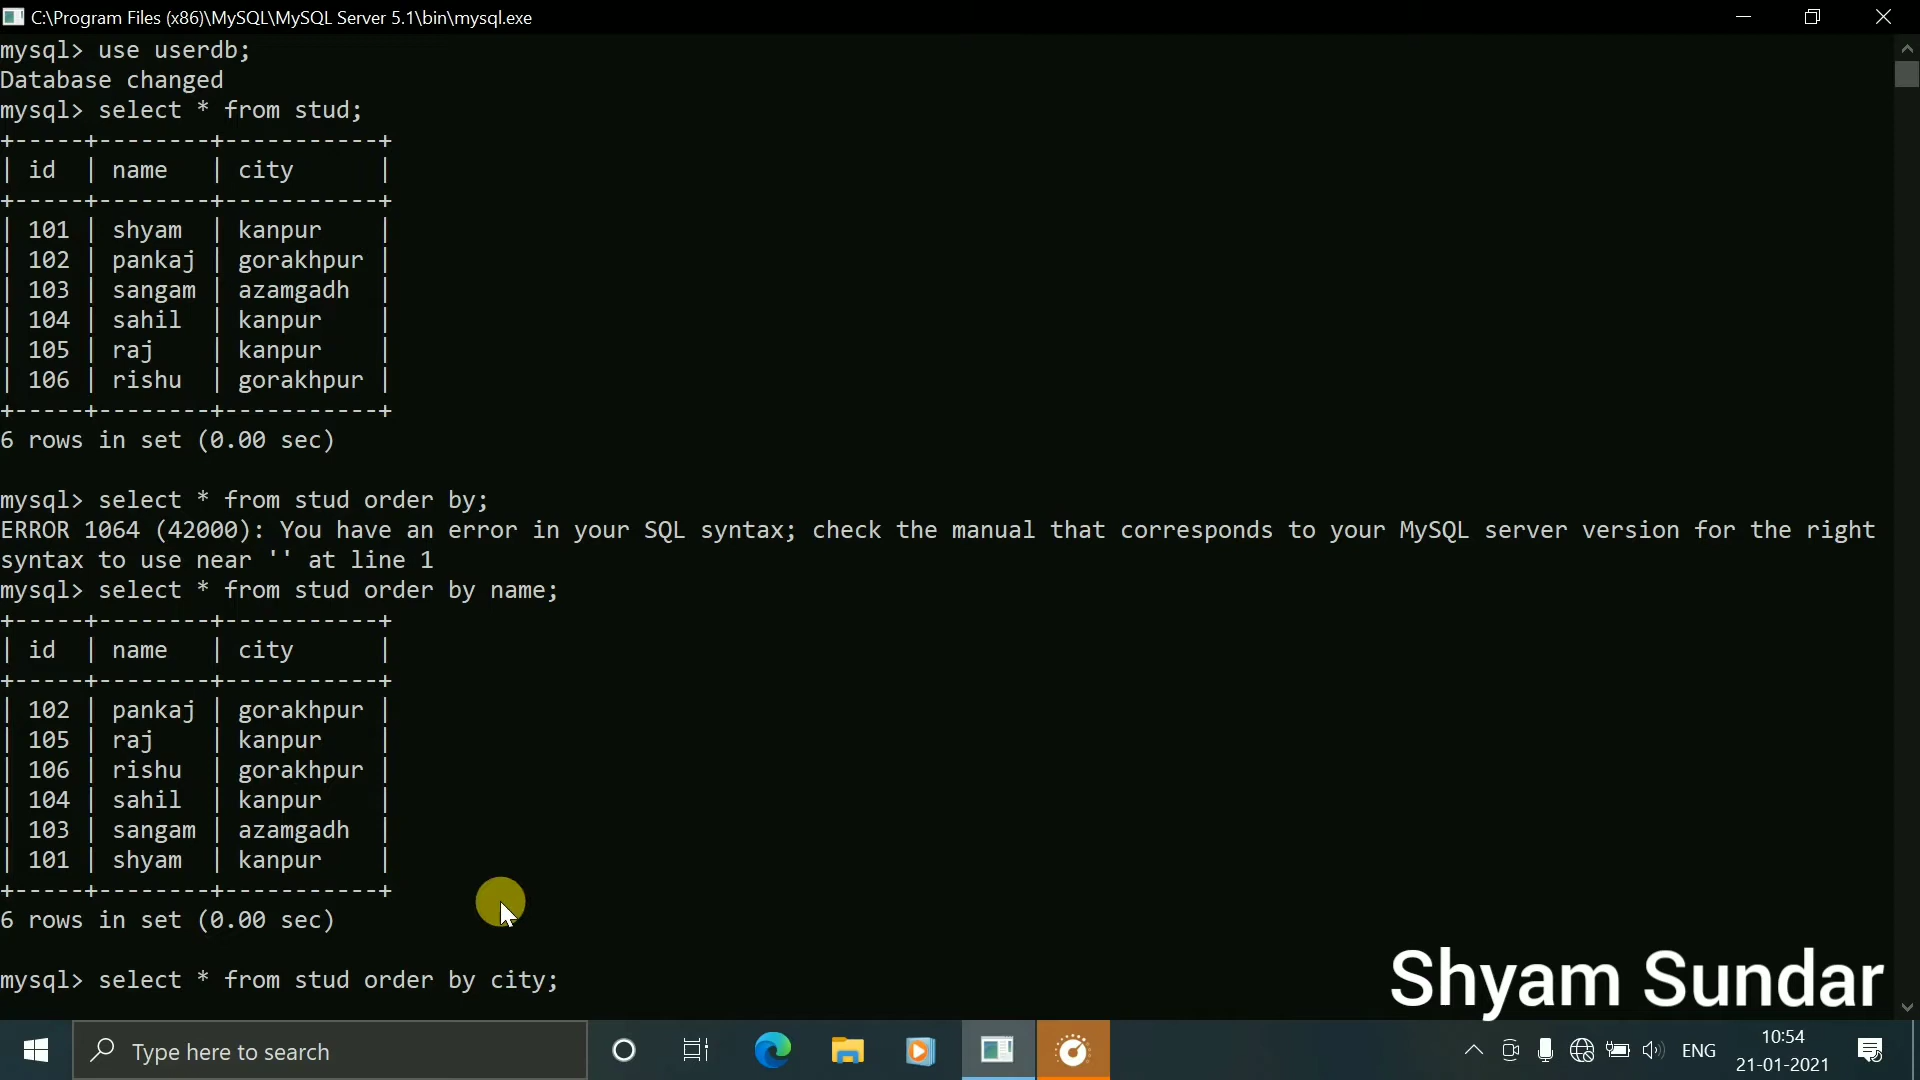 C:\Program Files (x86)\MySQL\MySQL Server 5.1\bin\mysql.exe
mysql> use userdb;
Database changed
mysql> select * from stud;
+-----+--------+-----------+
| id  | name   | city      |
+-----+--------+-----------+
| 101 | shyam  | kanpur    |
| 102 | pankaj | gorakhpur |
| 103 | sangam | azamgadh  |
| 104 | sahil  | kanpur    |
| 105 | raj    | kanpur    |
| 106 | rishu  | gorakhpur |
+-----+--------+-----------+
6 rows in set (0.00 sec)
mysql> select * from stud order by;
ERROR 1064 (42000): You have an error in your SQL syntax; check the manual that corresponds to your MySQL server version for the right
syntax to use near '' at line 1
mysql> select * from stud order by name;
+-----+--------+-----------+
| id  | name   | city      |
+-----+--------+-----------+
| 102 | pankaj | gorakhpur |
| 105 | raj    | kanpur    |
| 106 | rishu  | gorakhpur |
| 104 | sahil  | kanpur    |
| 103 | sangam | azamgadh  |
| 101 | shyam  | kanpur    |
+-----+--------+-----------+
6 rows in set (0.00 sec)
mysql> select * from stud order by city;
Shyam Sundar
Type here to search
ENG
10:54
21-01-2021